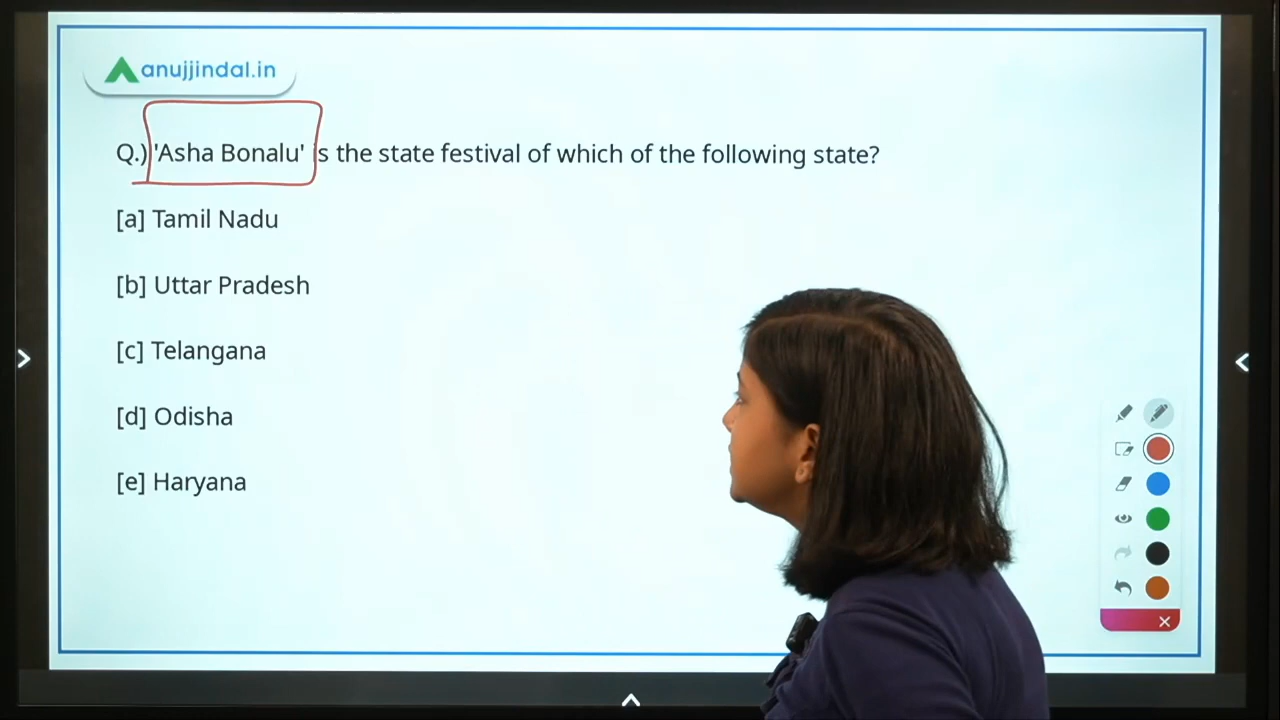 anujjindal.in
Q.) 'Asha Bonalu' is the state festival of which of the following state?
[a] Tamil Nadu
[b] Uttar Pradesh
[c] Telangana
[d] Odisha
[e] Haryana